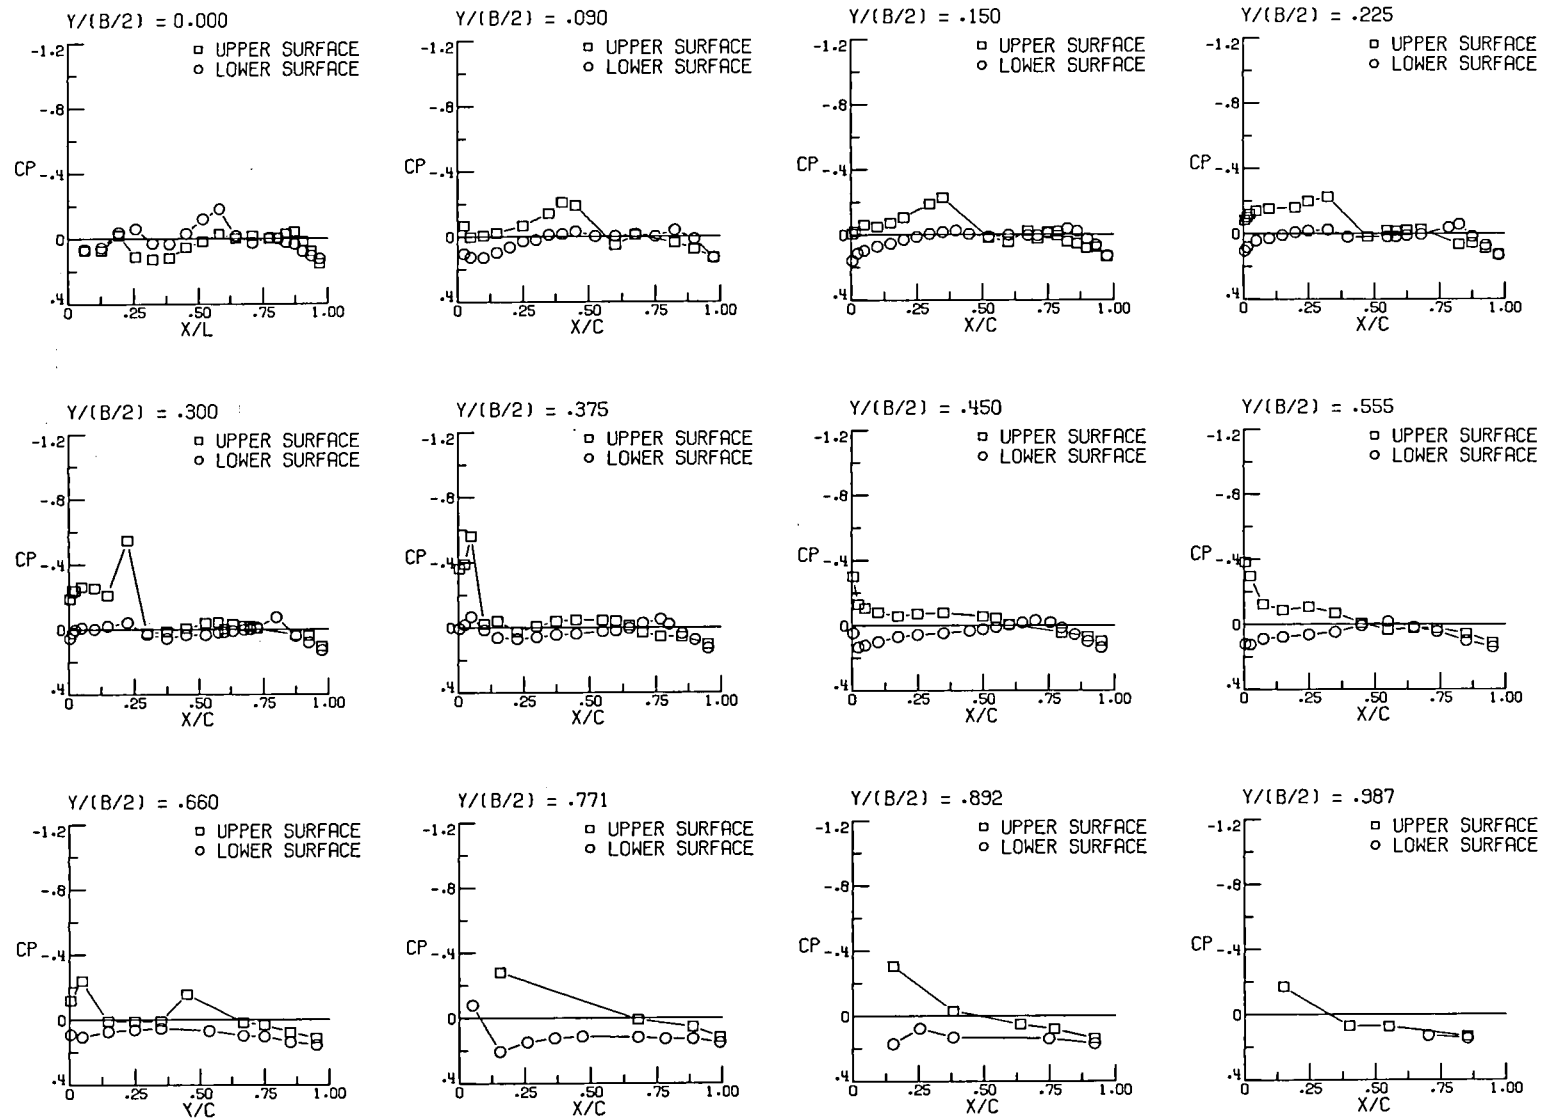 Y/(B/2) = 0.000
-1.2
□ UPPER SURFACE
○ LOWER SURFACE
-.8
CP -.4
0
.4
0 .25 .50 .75 1.00
X/L
Y/(B/2) = .090
-1.2
□ UPPER SURFACE
○ LOWER SURFACE
-.8
CP -.4
0
.4
0 .25 .50 .75 1.00
X/C
Y/(B/2) = .150
-1.2
□ UPPER SURFACE
○ LOWER SURFACE
-.8
CP -.4
0
.4
0 .25 .50 .75 1.00
X/C
Y/(B/2) = .225
-1.2
□ UPPER SURFACE
○ LOWER SURFACE
-.8
CP -.4
0
.4
0 .25 .50 .75 1.00
X/C
Y/(B/2) = .300
-1.2
□ UPPER SURFACE
○ LOWER SURFACE
-.8
CP -.4
0
.4
0 .25 .50 .75 1.00
X/C
Y/(B/2) = .375
-1.2
□ UPPER SURFACE
○ LOWER SURFACE
-.8
CP -.4
0
.4
0 .25 .50 .75 1.00
X/C
Y/(B/2) = .450
-1.2
□ UPPER SURFACE
○ LOWER SURFACE
-.8
CP -.4
0
.4
0 .25 .50 .75 1.00
X/C
Y/(B/2) = .555
-1.2
□ UPPER SURFACE
○ LOWER SURFACE
-.8
CP -.4
0
.4
0 .25 .50 .75 1.00
X/C
Y/(B/2) = .660
-1.2
□ UPPER SURFACE
○ LOWER SURFACE
-.8
CP -.4
0
.4
0 .25 .50 .75 1.00
X/C
Y/(B/2) = .771
-1.2
□ UPPER SURFACE
○ LOWER SURFACE
-.8
CP -.4
0
.4
0 .25 .50 .75 1.00
X/C
Y/(B/2) = .892
-1.2
□ UPPER SURFACE
○ LOWER SURFACE
-.8
CP -.4
0
.4
0 .25 .50 .75 1.00
X/C
Y/(B/2) = .987
-1.2
□ UPPER SURFACE
○ LOWER SURFACE
-.8
CP -.4
0
.4
0 .25 .50 .75 1.00
X/C